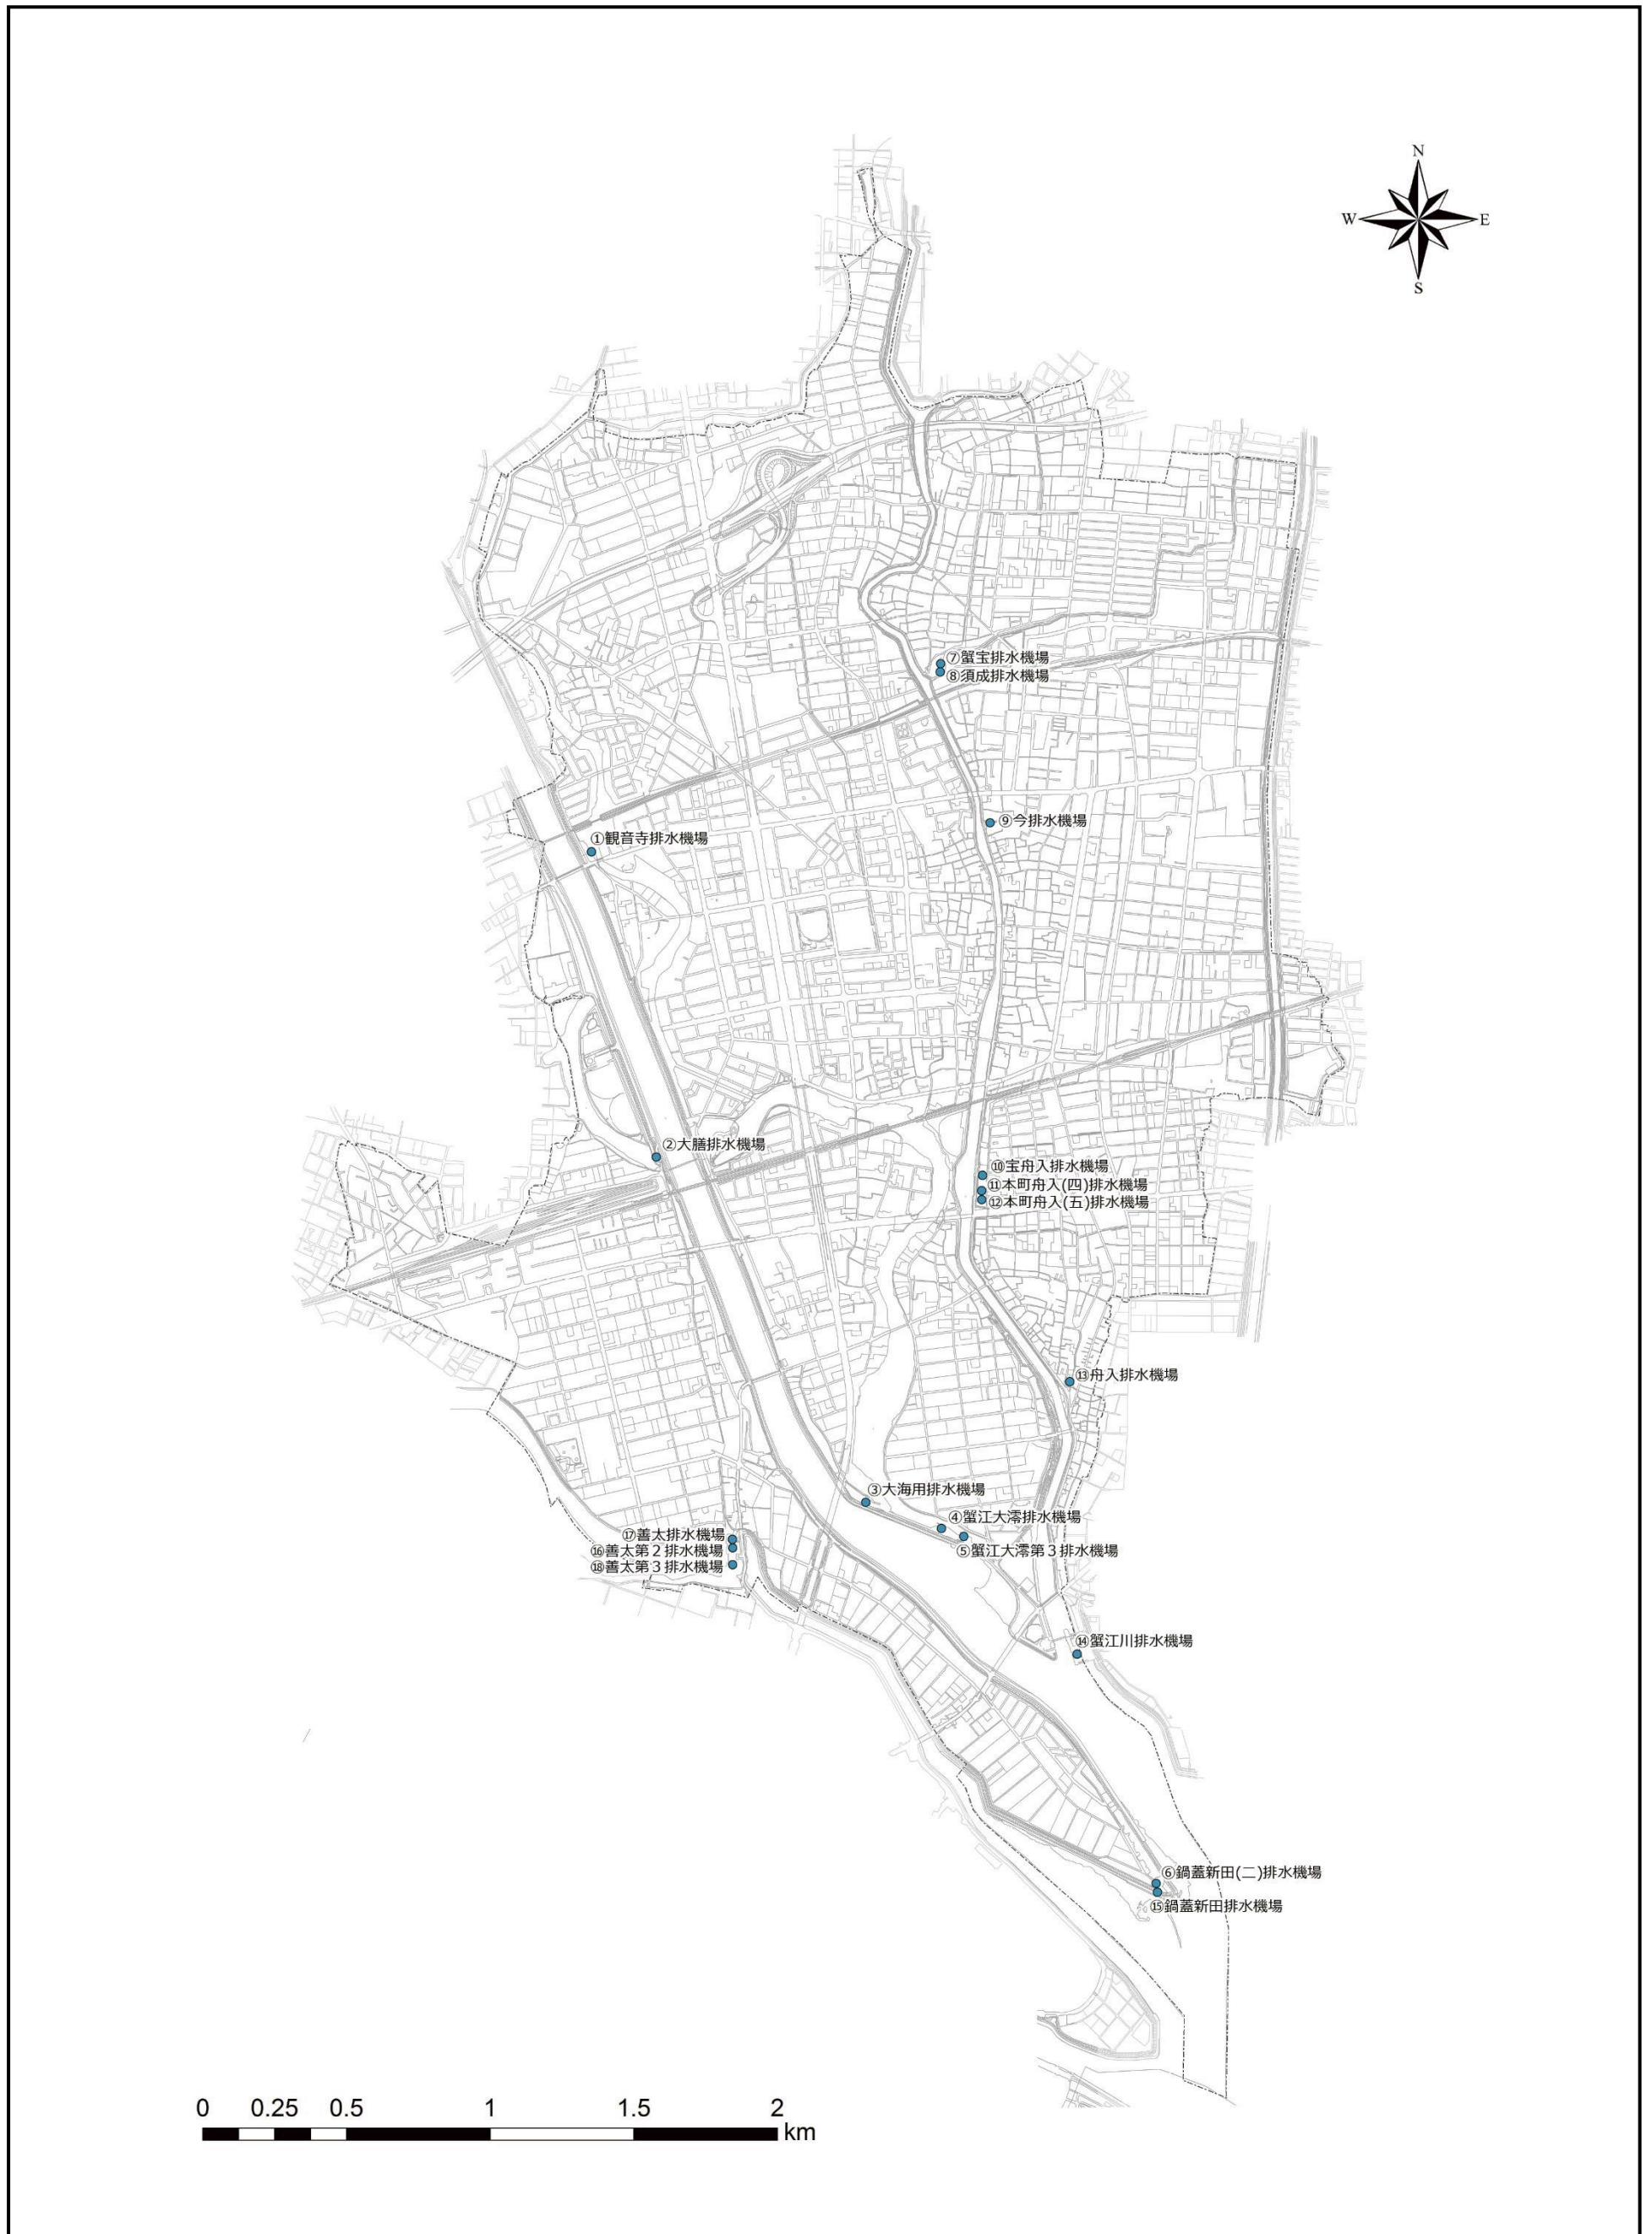 N
W
E
S
⑦蟹宝排水機場
⑧須成排水機場
⑨今排水機場
①観音寺排水機場
②大膳排水機場
⑩宝舟入排水機場
⑪本町舟入(四)排水機場
⑫本町舟入(五)排水機場
⑬舟入排水機場
③大海用排水機場
④蟹江大澪排水機場
⑤蟹江大澪第３排水機場
⑰善太排水機場
⑯善太第２排水機場
⑱善太第３排水機場
⑭蟹江川排水機場
⑥鍋蓋新田(二)排水機場
⑮鍋蓋新田排水機場
0 0.25 0.5 1 1.5 2
km